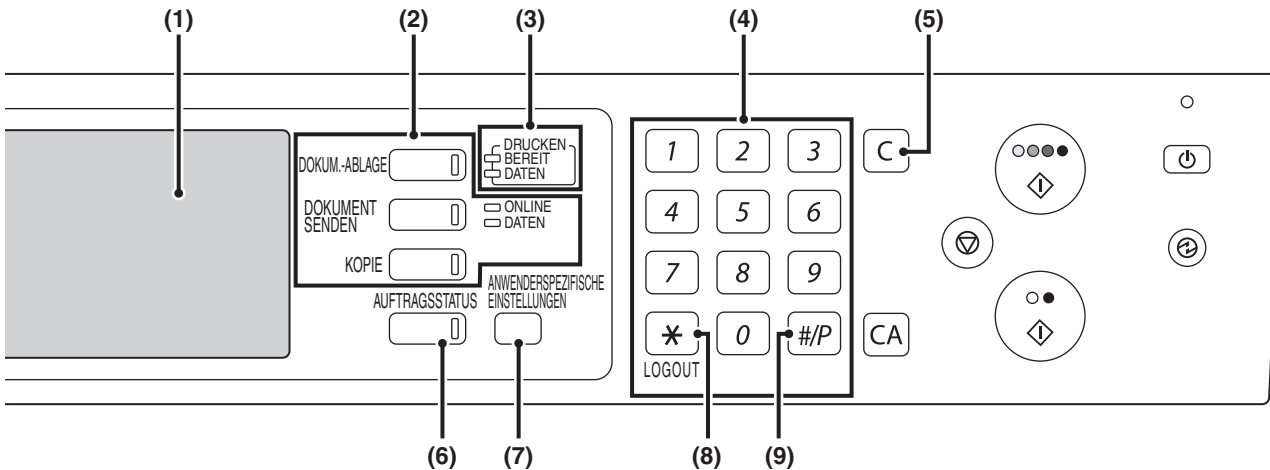 (1) (2) (3) (4) (5)
DRUCKEN
DOKUM.-ABLAGE BEREIT
DATEN
DOKUMENT SENDEN
ONLINE
DATEN
KOPIE
AUFTRAGSSTATUS
ANWENDERSPEZIFISCHE
EINSTELLUNGEN
1 2 3 C
4 5 6
7 8 9
* 0 #/P CA
LOGOUT
(6) (7) (8) (9)